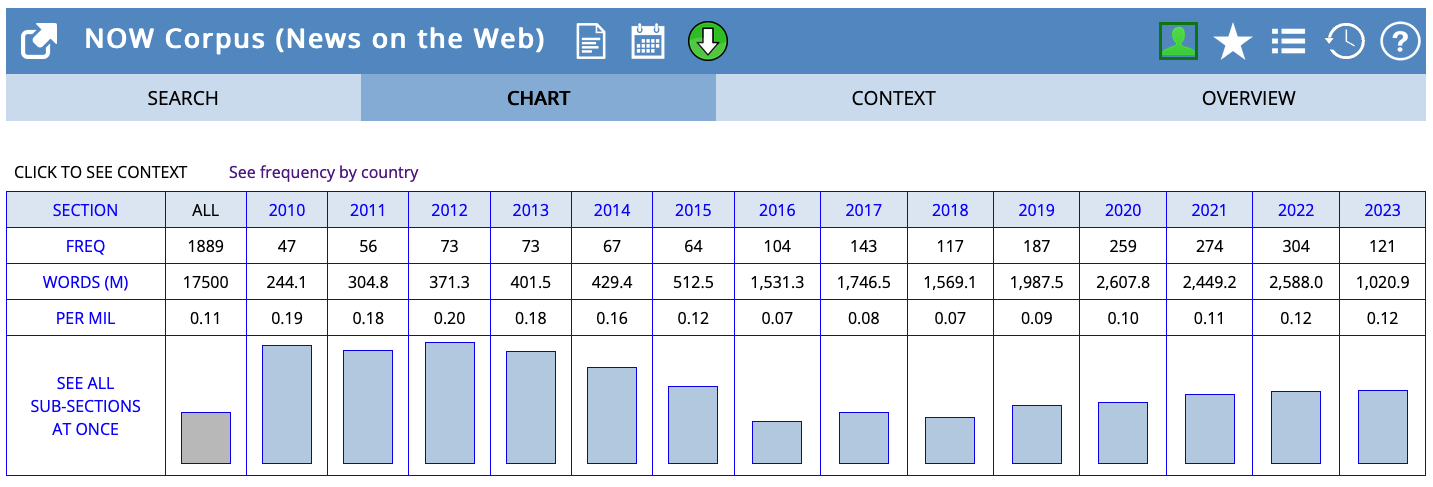 NOW Corpus (News on the Web)
?
SEARCH CHART CONTEXT OVERVIEW
CLICK TO SEE CONTEXT See frequency by country
SECTION ALL 2010 2011 2012 2013 2014 2015 2016 2017 2018 2019 2020 2021 2022 2023
FREQ 1889 47 56 73 73 67 64 104 143 117 187 259 274 304 121
WORDS (M) 17500 244.1 304.8 371.3 401.5 429.4 512.5 1,531.3 1,746.5 1,569.1 1,987.5 2,607.8 2,449.2 2,588.0 1,020.9
PER MIL 0.11 0.19 0.18 0.20 0.18 0.16 0.12 0.07 0.08 0.07 0.09 0.10 0.11 0.12 0.12
SEE ALL
SUB-SECTIONS
AT ONCE